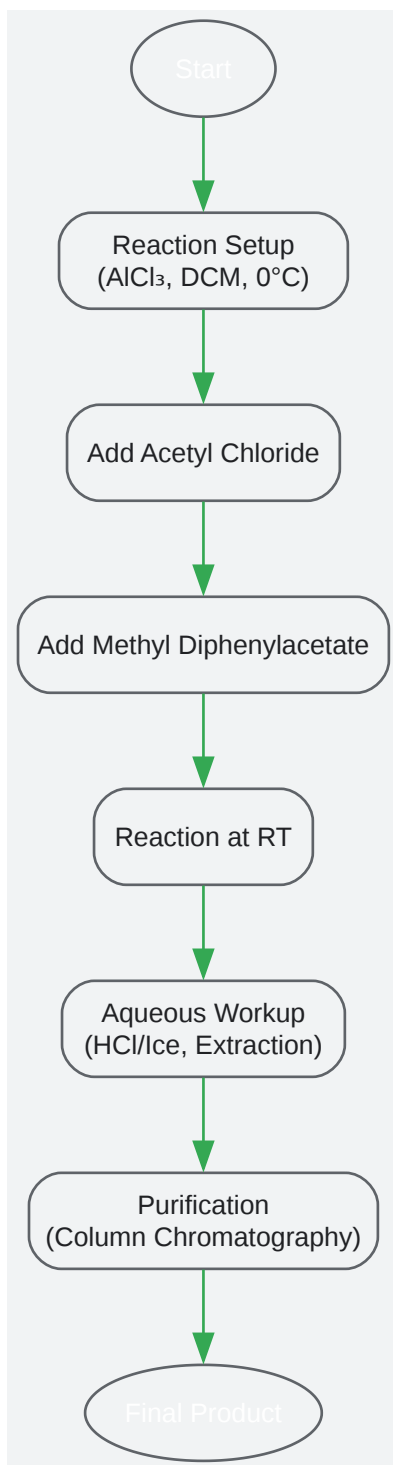 Start
Reaction Setup
(AlCl₃, DCM, 0°C)
Add Acetyl Chloride
Add Methyl Diphenylacetate
Reaction at RT
Aqueous Workup
(HCl/Ice, Extraction)
Purification
(Column Chromatography)
Final Product